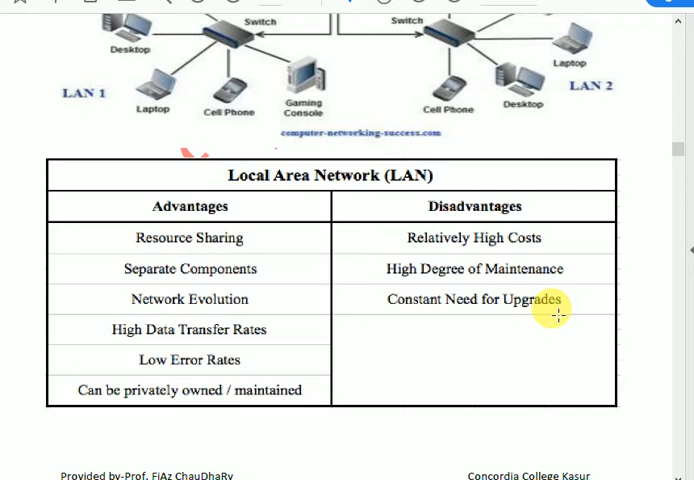 Switch
Switch
Desktop
Laptop
LAN 1
LAN 2
Laptop
Cell Phone
Gaming
Console
Cell Phone
Desktop
computer-networking-success.com
Local Area Network (LAN)
Advantages
Disadvantages
Resource Sharing
Relatively High Costs
Separate Components
High Degree of Maintenance
Network Evolution
Constant Need for Upgrades
High Data Transfer Rates
Low Error Rates
Can be privately owned / maintained
Provided by-Prof. FiAz ChauDhaRy
Concordia College Kasur